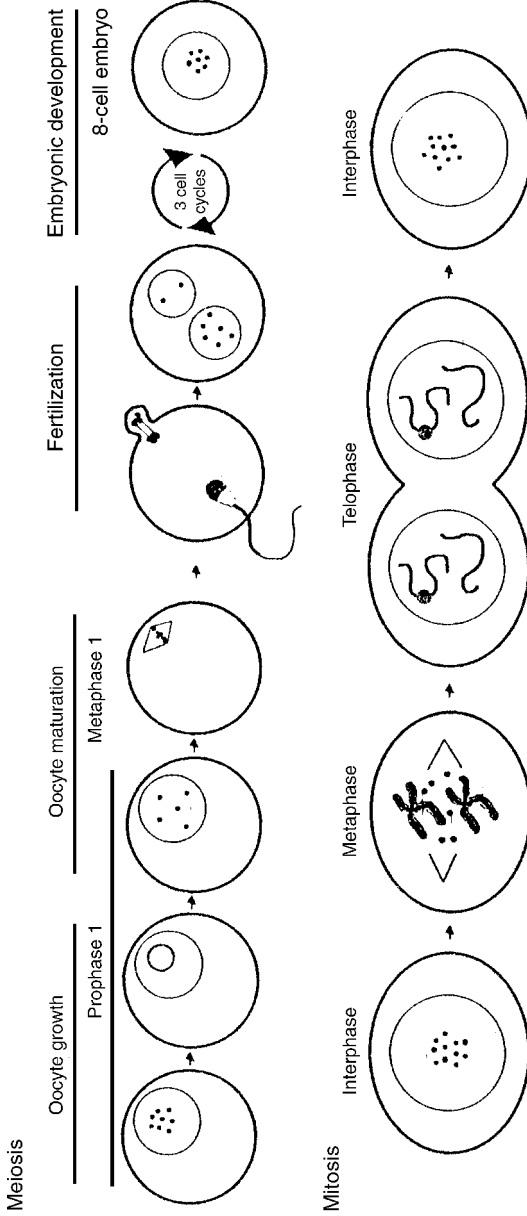 Meiosis
Oocyte growth
Oocyte maturation
Fertilization
Embryonic development
Prophase 1
Metaphase 1
8-cell embryo
3 cell
cycles
Mitosis
Interphase
Metaphase
Telophase
Interphase